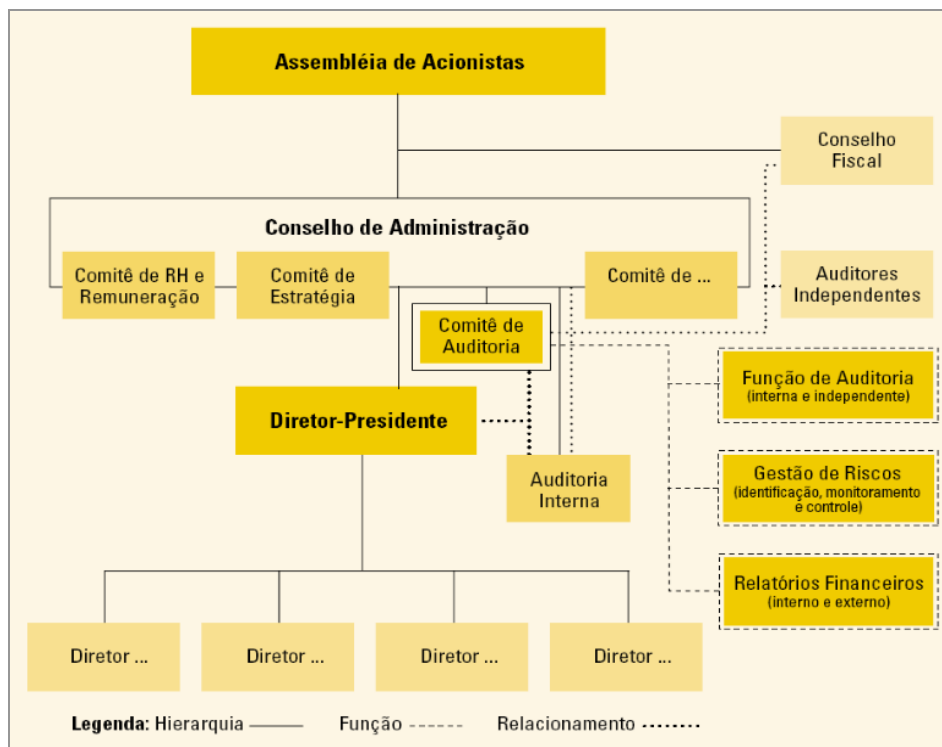 Assembléia de Acionistas
Conselho
Fiscal
Conselho de Administração
Comitê de RH e
Remuneração
Comitê de
Estratégia
Comitê de ...
Auditores
Independentes
Comitê de
Auditoria
Função de Auditoria
(interna e independente)
Diretor-Presidente
Auditoria
Interna
Gestão de Riscos
(identificação, monitoramento
e controle)
Relatórios Financeiros
(interno e externo)
Diretor ...
Diretor ...
Diretor ...
Diretor ...
Legenda: Hierarquia Função Relacionamento